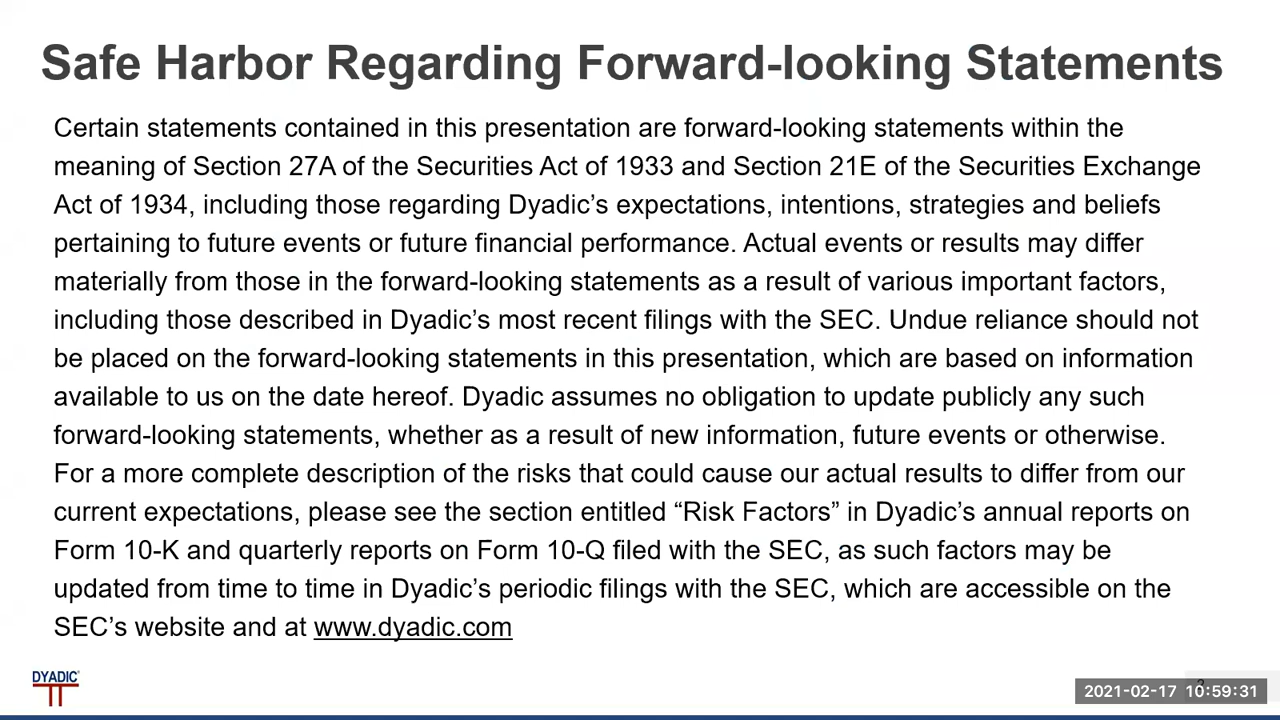 Safe Harbor Regarding Forward-looking Statements
Certain statements contained in this presentation are forward-looking statements within the
meaning of Section 27A of the Securities Act of 1933 and Section 21E of the Securities Exchange
Act of 1934, including those regarding Dyadic’s expectations, intentions, strategies and beliefs
pertaining to future events or future financial performance. Actual events or results may differ
materially from those in the forward-looking statements as a result of various important factors,
including those described in Dyadic’s most recent filings with the SEC. Undue reliance should not
be placed on the forward-looking statements in this presentation, which are based on information
available to us on the date hereof. Dyadic assumes no obligation to update publicly any such
forward-looking statements, whether as a result of new information, future events or otherwise.
For a more complete description of the risks that could cause our actual results to differ from our
current expectations, please see the section entitled “Risk Factors” in Dyadic’s annual reports on
Form 10-K and quarterly reports on Form 10-Q filed with the SEC, as such factors may be
updated from time to time in Dyadic’s periodic filings with the SEC, which are accessible on the
SEC’s website and at www.dyadic.com
DYADIC
2021-02-17 10:59:31